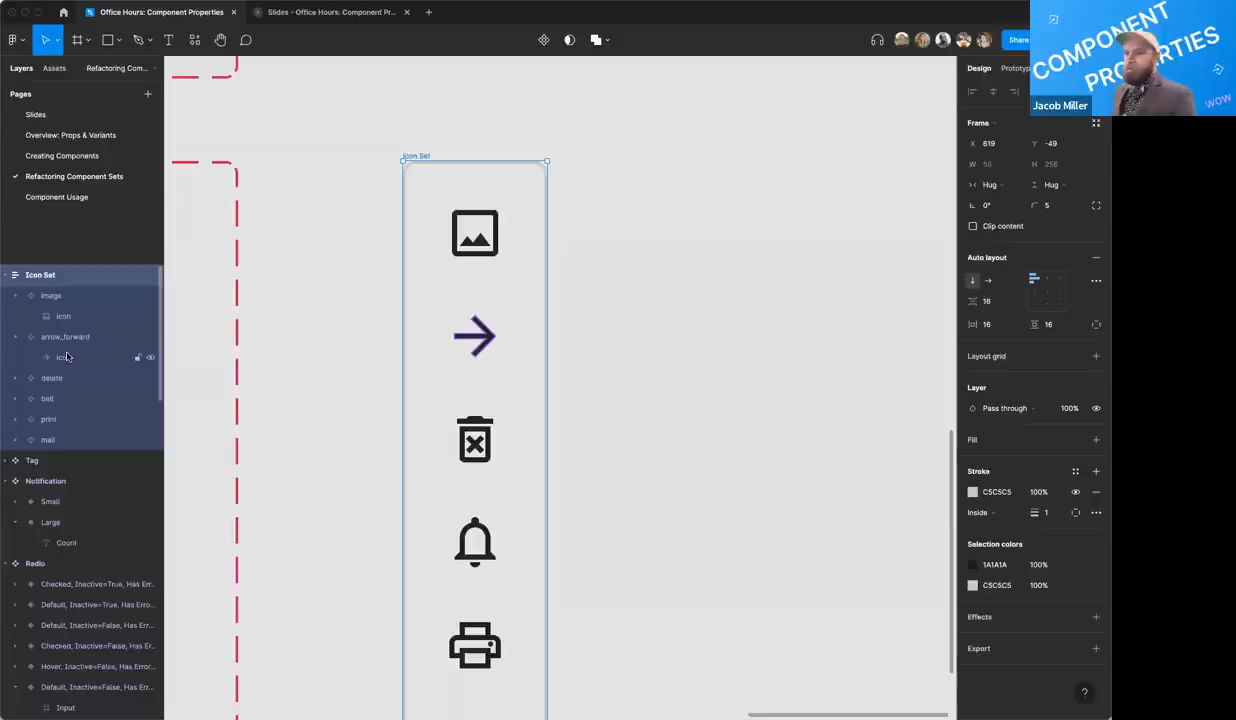 Office Hours: Component Properties
Slides - Office Hours: Component Pr...
Share
COMPONENT
PROPERTIES
WOW
Jacob Miller
Layers
Assets
Refactoring Com...
Design
Prototyp
Pages
Slides
Overview: Props & Variants
Creating Components
Refactoring Component Sets
Component Usage
Icon Set
image
icon
arrow_forward
delete
bell
print
mail
Tag
Notification
Small
Large
Count
Radio
Checked, Inactive=True, Has Err...
Default, Inactive=True, Has Erro...
Default, Inactive=False, Has Erro...
Checked, Inactive=False, Has Er...
Hover, Inactive=False, Has Error...
Default, Inactive=False, Has Erro...
Input
Icon Set
Frame
X 619 Y -49
W 56 H 256
Hug Hug
0° 5
Clip content
Auto layout
16
16 16
Layout grid
Layer
Pass through 100%
Fill
Stroke
C5C5C5 100%
Inside 1
Selection colors
1A1A1A 100%
C5C5C5 100%
Effects
Export
?